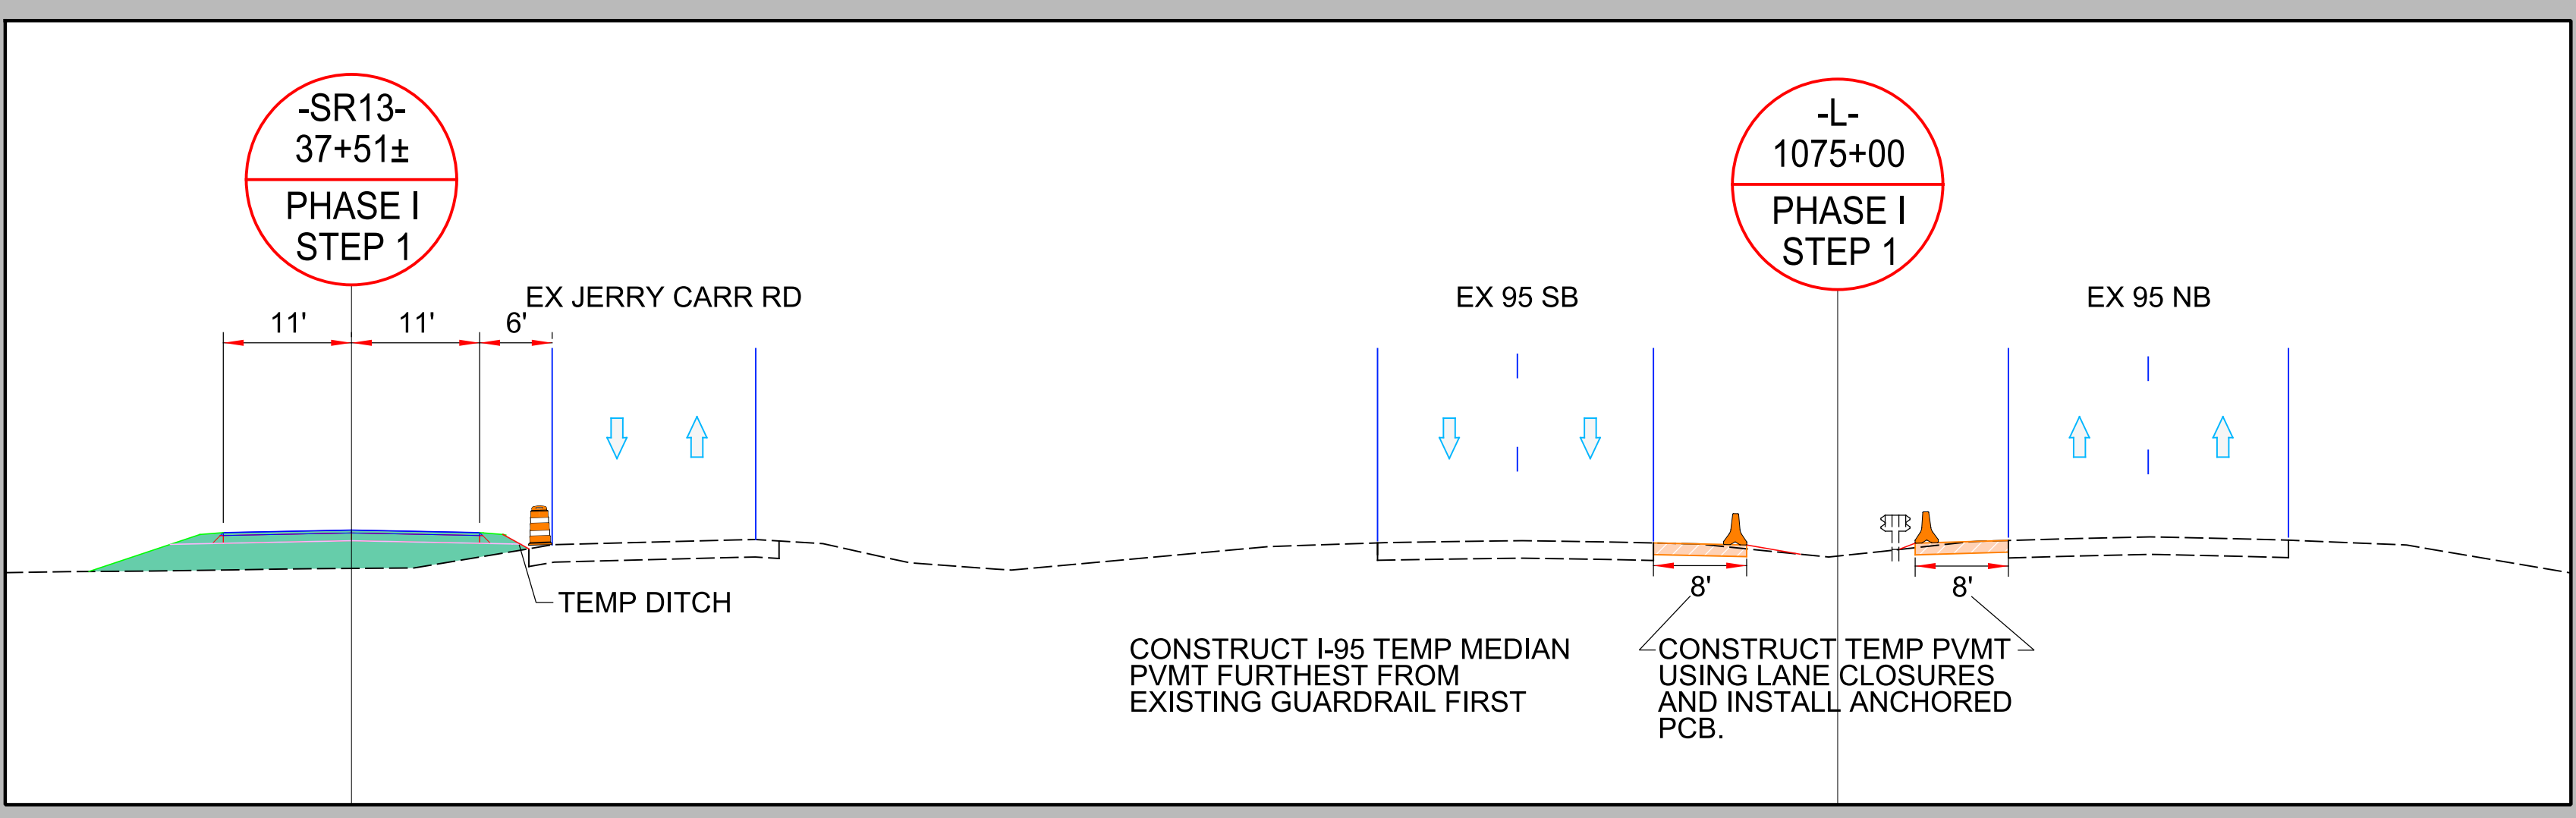 -SR13-
37+51±
PHASE I
STEP 1
-L-
1075+00
PHASE I
STEP 1
EX JERRY CARR RD
EX 95 SB
EX 95 NB
11'
11'
6'
TEMP DITCH
8'
8'
CONSTRUCT I-95 TEMP MEDIAN
PVMT FURTHEST FROM
EXISTING GUARDRAIL FIRST
CONSTRUCT TEMP PVMT
USING LANE CLOSURES
AND INSTALL ANCHORED
PCB.